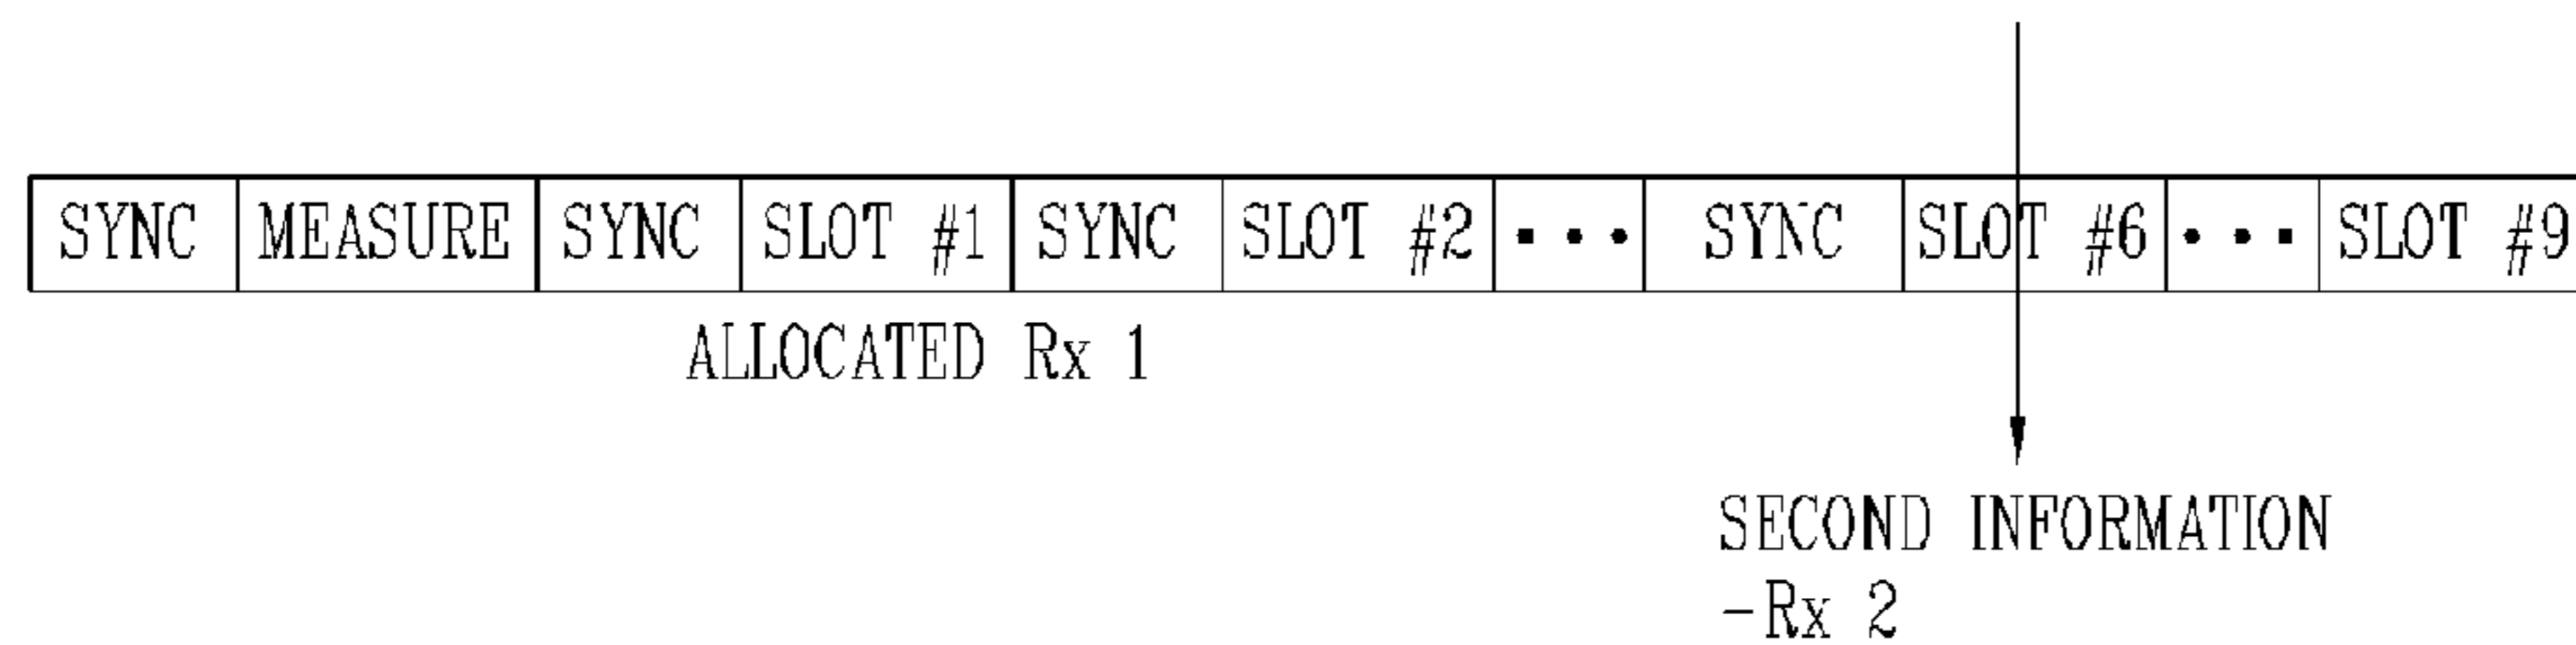 SYNC MEASURE SYNC SLOT #1 SYNC SLOT #2 ••• SYNC SLOT #6 ••• SLOT #9
ALLOCATED Rx 1
SECOND INFORMATION
-Rx 2